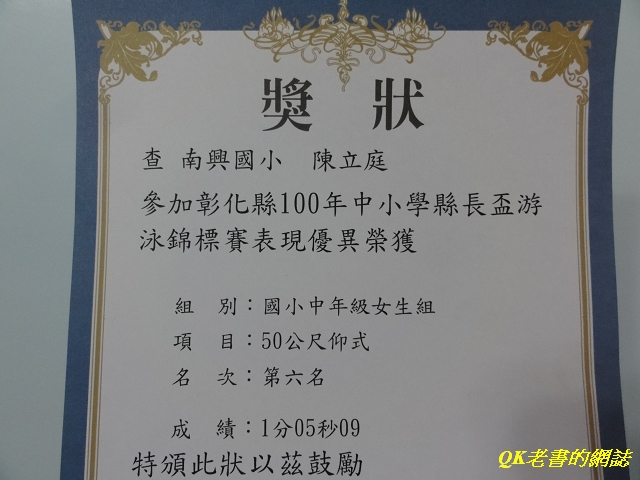 獎 狀
查 南興國小 陳立庭
參加彰化縣100年中小學縣長盃游
泳錦標賽表現優異榮獲
組 別：國小中年級女生組
項 目：50公尺仰式
名 次：第六名
成 績：1分05秒09
特頒此狀以茲鼓勵
QK老書的網誌